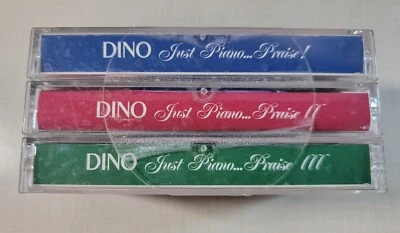 DINO Just Piano... Praise!
DINO Just Piano... Praise II
DINO Just Piano... Praise III